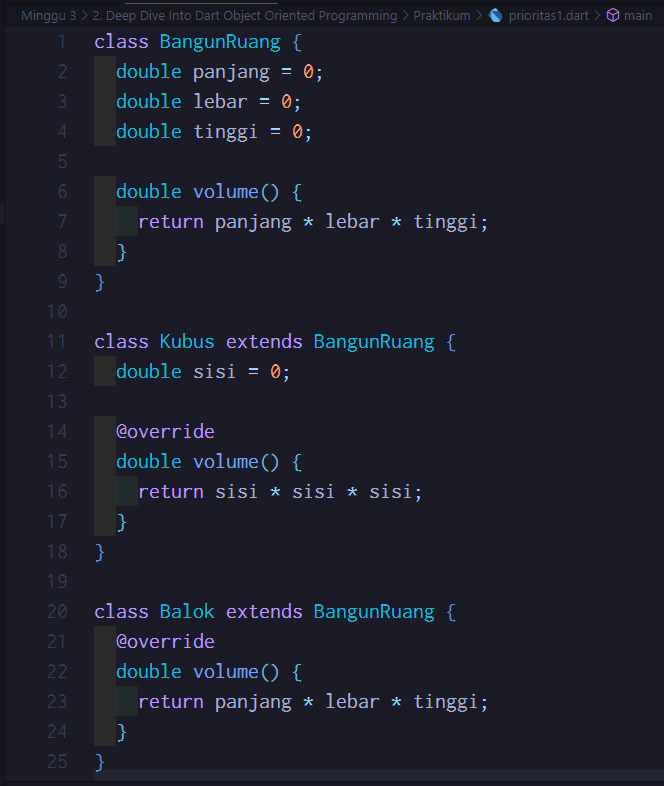 Minggu 3 > 2. Deep Dive Into Dart Object Oriented Programming > Praktikum > prioritas1.dart > main
1 class BangunRuang {
2   double panjang = 0;
3   double lebar = 0;
4   double tinggi = 0;
5
6   double volume() {
7     return panjang * lebar * tinggi;
8   }
9 }
10
11 class Kubus extends BangunRuang {
12   double sisi = 0;
13
14   @override
15   double volume() {
16     return sisi * sisi * sisi;
17   }
18 }
19
20 class Balok extends BangunRuang {
21   @override
22   double volume() {
23     return panjang * lebar * tinggi;
24   }
25 }